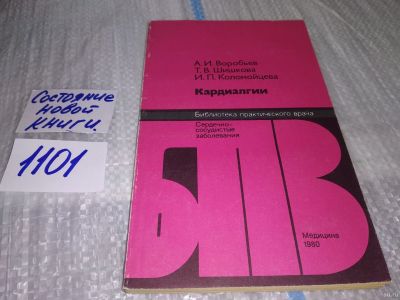 Состояние
новой
книги.
1101
А. И. Воробьев
Т. В. Шишкова
И. П. Коломойцева
Кардиалгии
Библиотека практического врача
Сердечно-
сосудистые
заболевания
БПВ
Медицина
1980